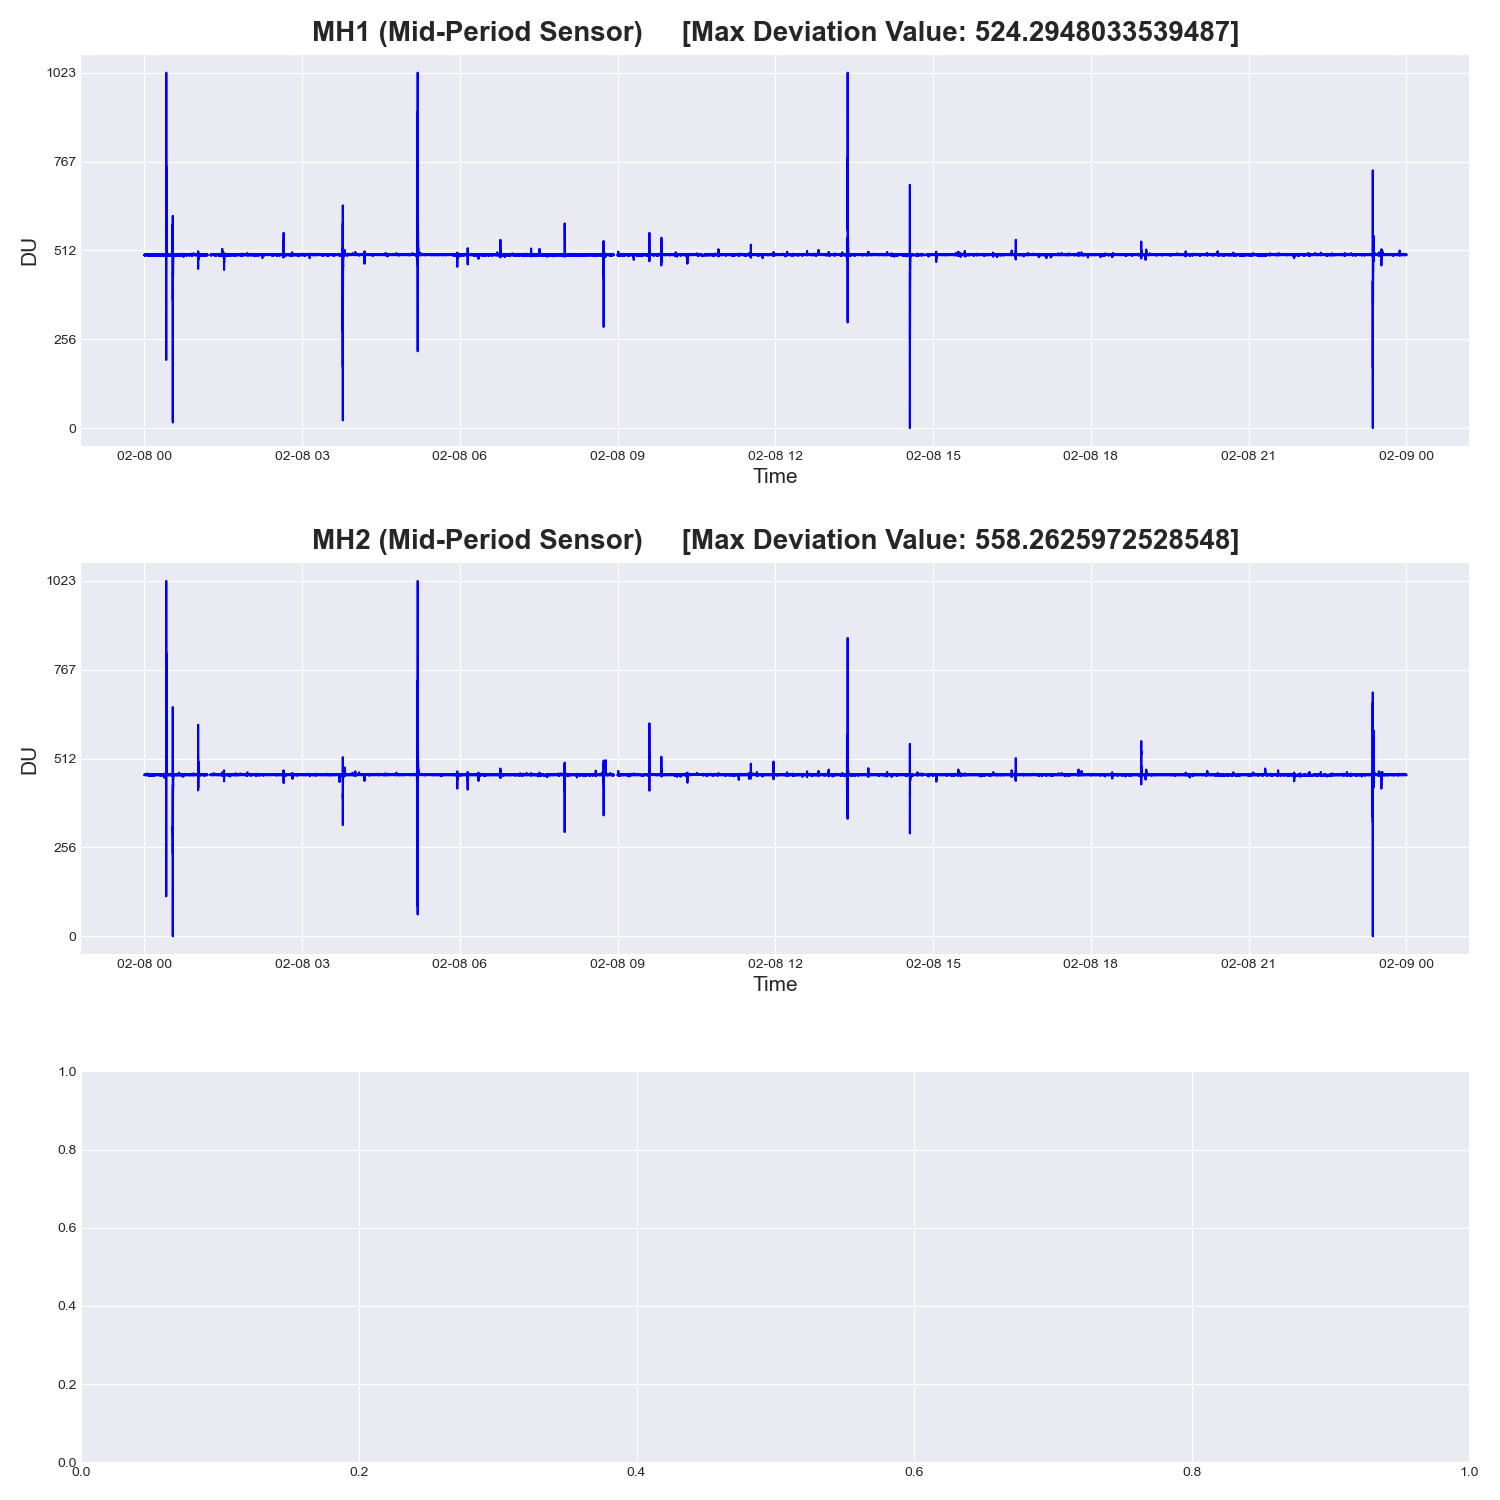 MH1 (Mid-Period Sensor) [Max Deviation Value: 524.2948033539487]
1023
767
512
256
0
DU
02-08 00 02-08 03 02-08 06 02-08 09 02-08 12 02-08 15 02-08 18 02-08 21 02-09 00
Time
MH2 (Mid-Period Sensor) [Max Deviation Value: 558.2625972528548]
1023
767
512
256
0
DU
02-08 00 02-08 03 02-08 06 02-08 09 02-08 12 02-08 15 02-08 18 02-08 21 02-09 00
Time
1.0
0.8
0.6
0.4
0.2
0.0
0.0 0.2 0.4 0.6 0.8 1.0